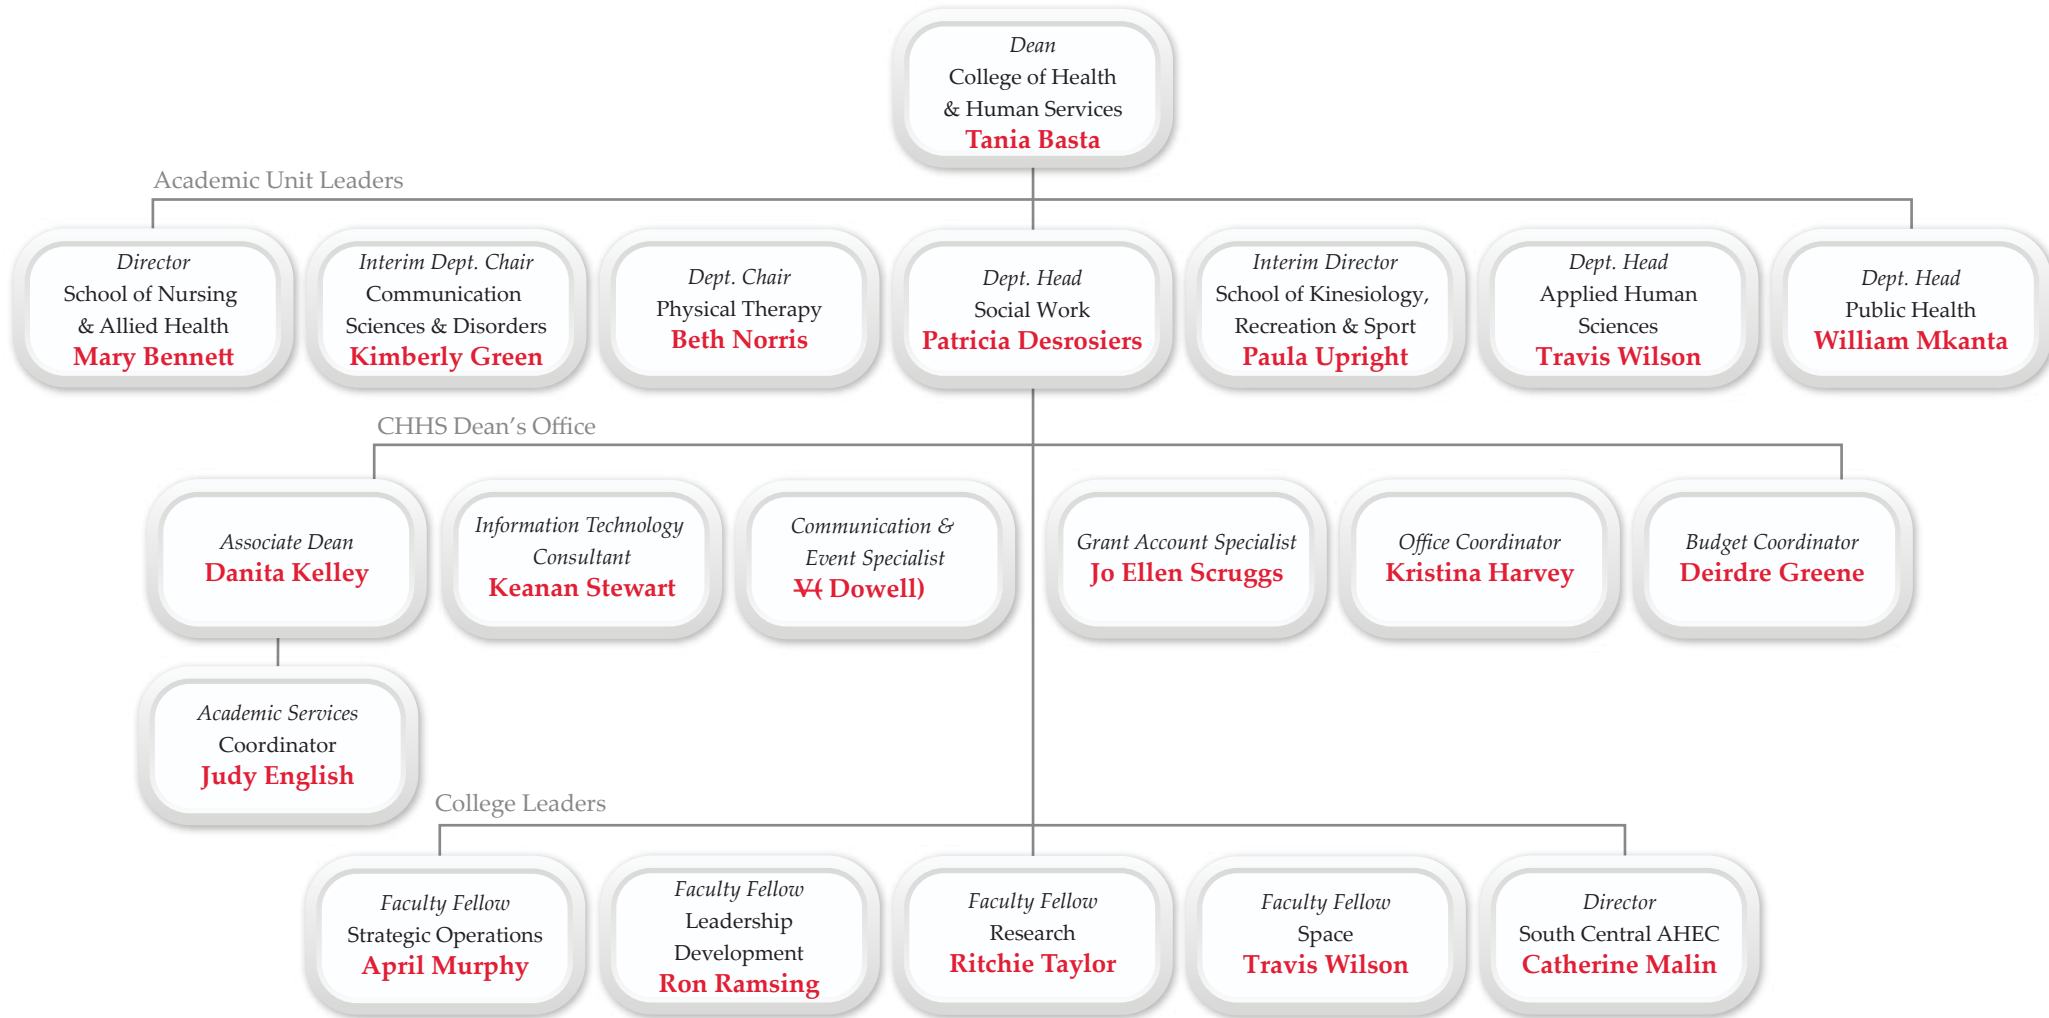 Dean
College of Health
& Human Services
Tania Basta
Academic Unit Leaders
Director
School of Nursing
& Allied Health
Mary Bennett
Interim Dept. Chair
Communication
Sciences & Disorders
Kimberly Green
Dept. Chair
Physical Therapy
Beth Norris
Dept. Head
Social Work
Patricia Desrosiers
Interim Director
School of Kinesiology,
Recreation & Sport
Paula Upright
Dept. Head
Applied Human
Sciences
Travis Wilson
Dept. Head
Public Health
William Mkanta
CHHS Dean’s Office
Associate Dean
Danita Kelley
Information Technology
Consultant
Keanan Stewart
Communication &
Event Specialist
Dowell)
Grant Account Specialist
Jo Ellen Scruggs
Office Coordinator
Kristina Harvey
Budget Coordinator
Deirdre Greene
Academic Services
Coordinator
Judy English
College Leaders
Faculty Fellow
Strategic Operations
April Murphy
Faculty Fellow
Leadership
Development
Ron Ramsing
Faculty Fellow
Research
Ritchie Taylor
Faculty Fellow
Space
Travis Wilson
Director
South Central AHEC
Catherine Malin